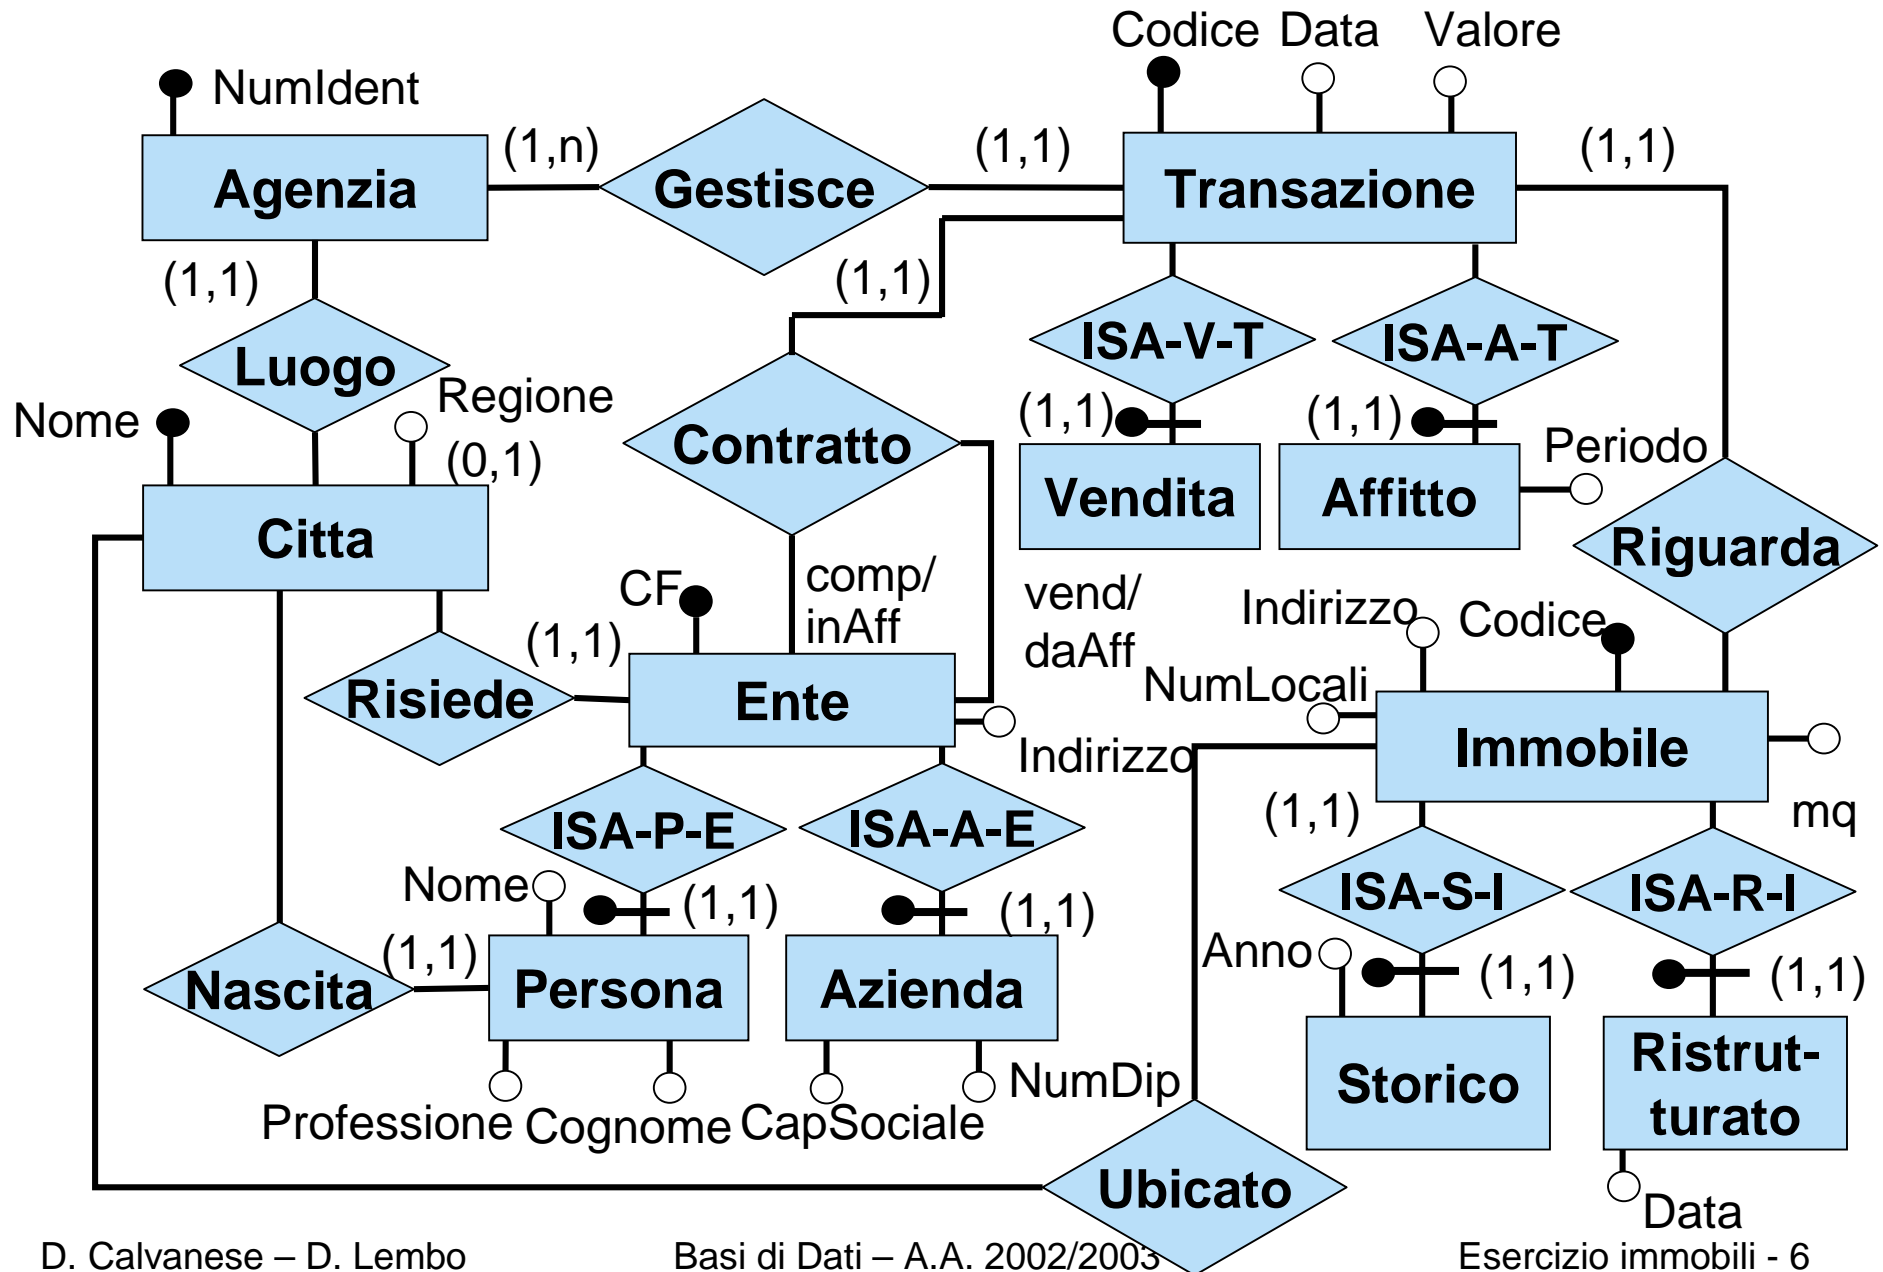 Codice Data Valore
NumIdent
(1,n)
(1,1)
(1,1)
Agenzia
Gestisce
Transazione
(1,1)
(1,1)
ISA-V-T
ISA-A-T
Luogo
Regione
Nome
(0,1)
(1,1)
(1,1)
Contratto
Periodo
Vendita
Affitto
Citta
Riguarda
CF
comp/
inAff
vend/
daAff
Indirizzo
Codice
(1,1)
Risiede
Ente
NumLocali
Immobile
Indirizzo
(1,1)
mq
ISA-P-E
ISA-A-E
ISA-S-I
ISA-R-I
Nome
(1,1)
(1,1)
Anno
(1,1)
(1,1)
(1,1)
Nascita
Persona
Azienda
Storico
Ristrut-
turato
NumDip
Professione
Cognome
CapSociale
Ubicato
Data
D. Calvanese – D. Lembo
Basi di Dati – A.A. 2002/2003
Esercizio immobili - 6